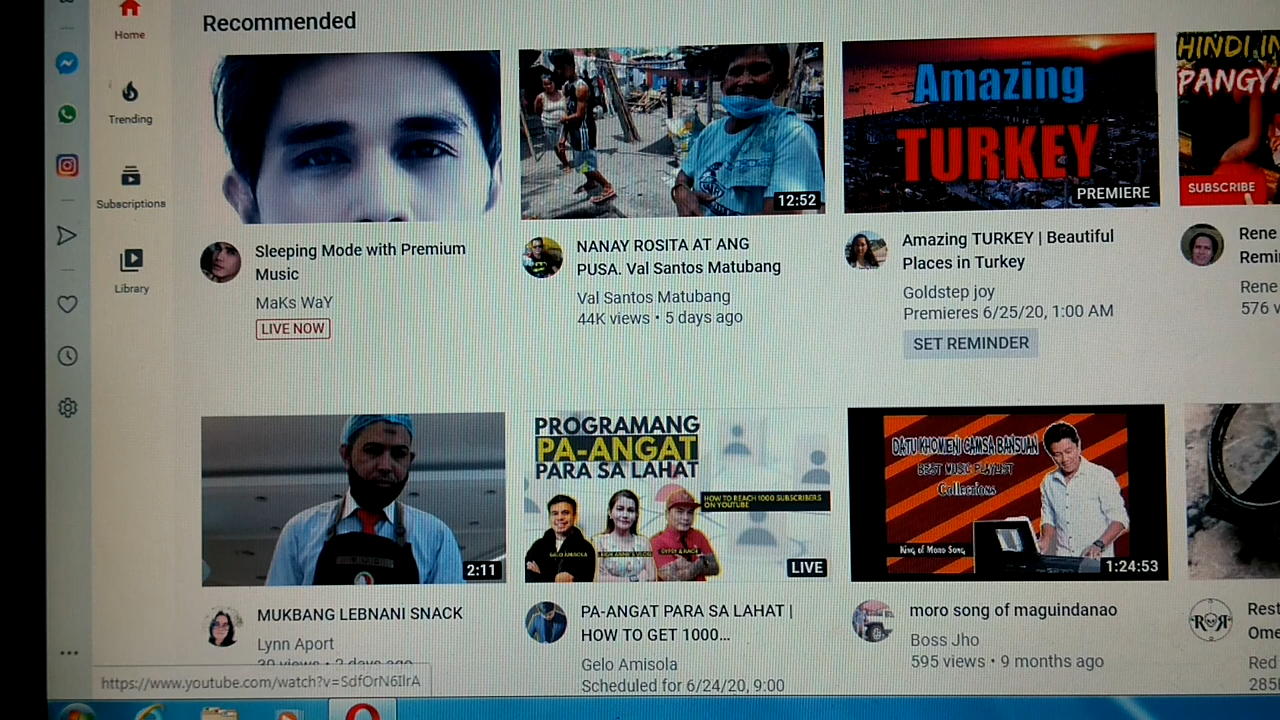 Recommended
Home
Trending
Subscriptions
Library
12:52
Amazing
TURKEY
PREMIERE
HINDI IN
PANGYA
SUBSCRIBE
Sleeping Mode with Premium
Music
MaKs WaY
LIVE NOW
NANAY ROSITA AT ANG
PUSA. Val Santos Matubang
Val Santos Matubang
44K views • 5 days ago
Amazing TURKEY | Beautiful
Places in Turkey
Goldstep joy
Premieres 6/25/20, 1:00 AM
SET REMINDER
Rene
Remi
Rene
576 v
2:11
PROGRAMANG
PA-ANGAT
PARA SA LAHAT
HOW TO REACH 1000 SUBSCRIBERS
ON YOUTUBE
GELO AMISOLA
LIVE
DATU KHOMENI CAMSA BANSUAN
BEST MUSIC PLAYLIST
Collections
King of Moro Song
1:24:53
MUKBANG LEBNANI SNACK
Lynn Aport
20 views • 2 days ago
PA-ANGAT PARA SA LAHAT |
HOW TO GET 1000...
Gelo Amisola
Scheduled for 6/24/20, 9:00
moro song of maguindanao
Boss Jho
595 views • 9 months ago
RR
Rest
Ome
Red
285
https://www.youtube.com/watch?v=SdfOrN6IlrA